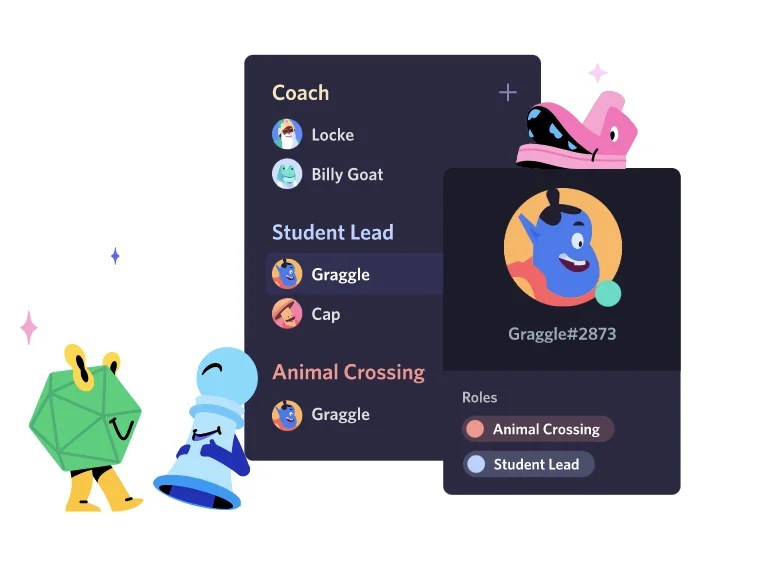 Coach
Locke
Billy Goat
Student Lead
Graggle
Cap
Animal Crossing
Graggle
Graggle#2873
Roles
Animal Crossing
Student Lead